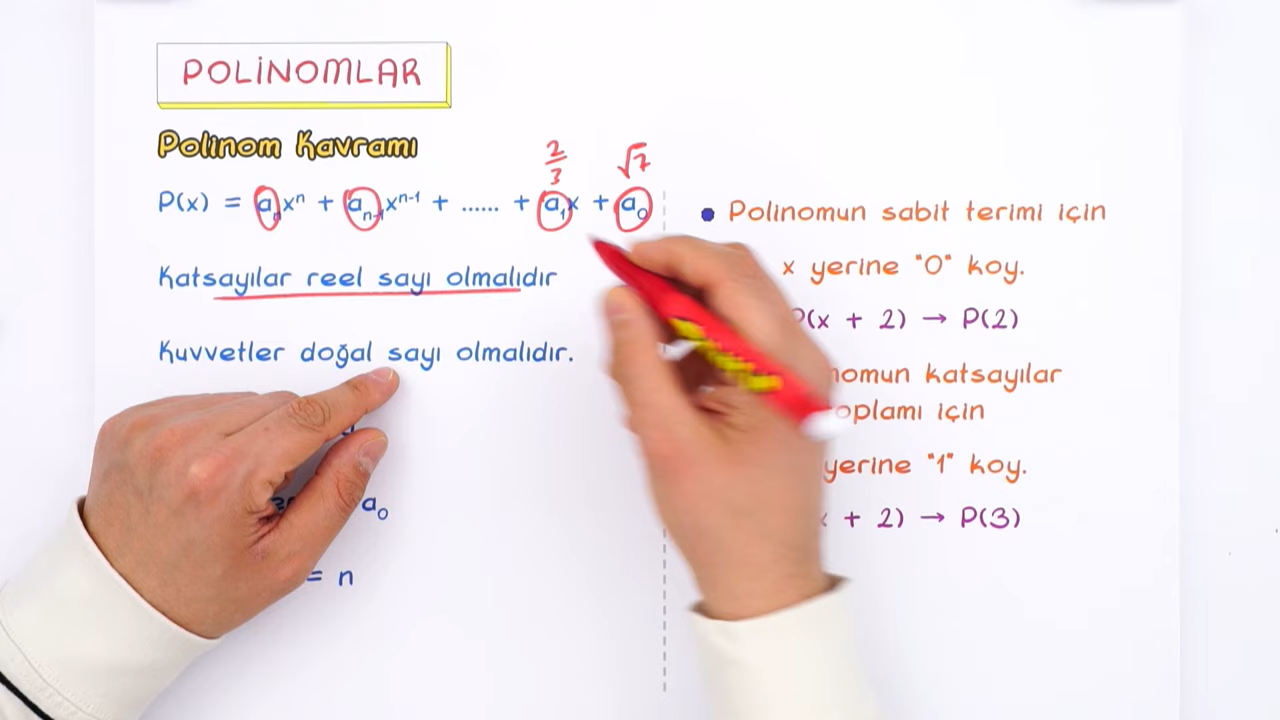 POLİNOMLAR
Polinom Kavramı
2/3 √7
P(x) = aₙxⁿ + aₙ₋₁xⁿ⁻¹ + ...... + a₁x + a₀
Katsayılar reel sayı olmalıdır
Kuvvetler doğal sayı olmalıdır.
a₀
= n
Polinomun sabit terimi için
x yerine "0" koy.
(x + 2) → P(2)
katsayılar
için
yerine "1" koy.
+ 2) → P(3)